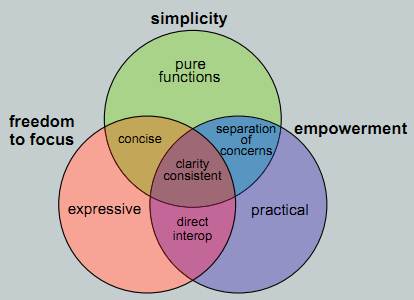 simplicity
pure
functions
freedom
to focus
empowerment
concise
separation
of
concerns
clarity
consistent
expressive
practical
direct
interop